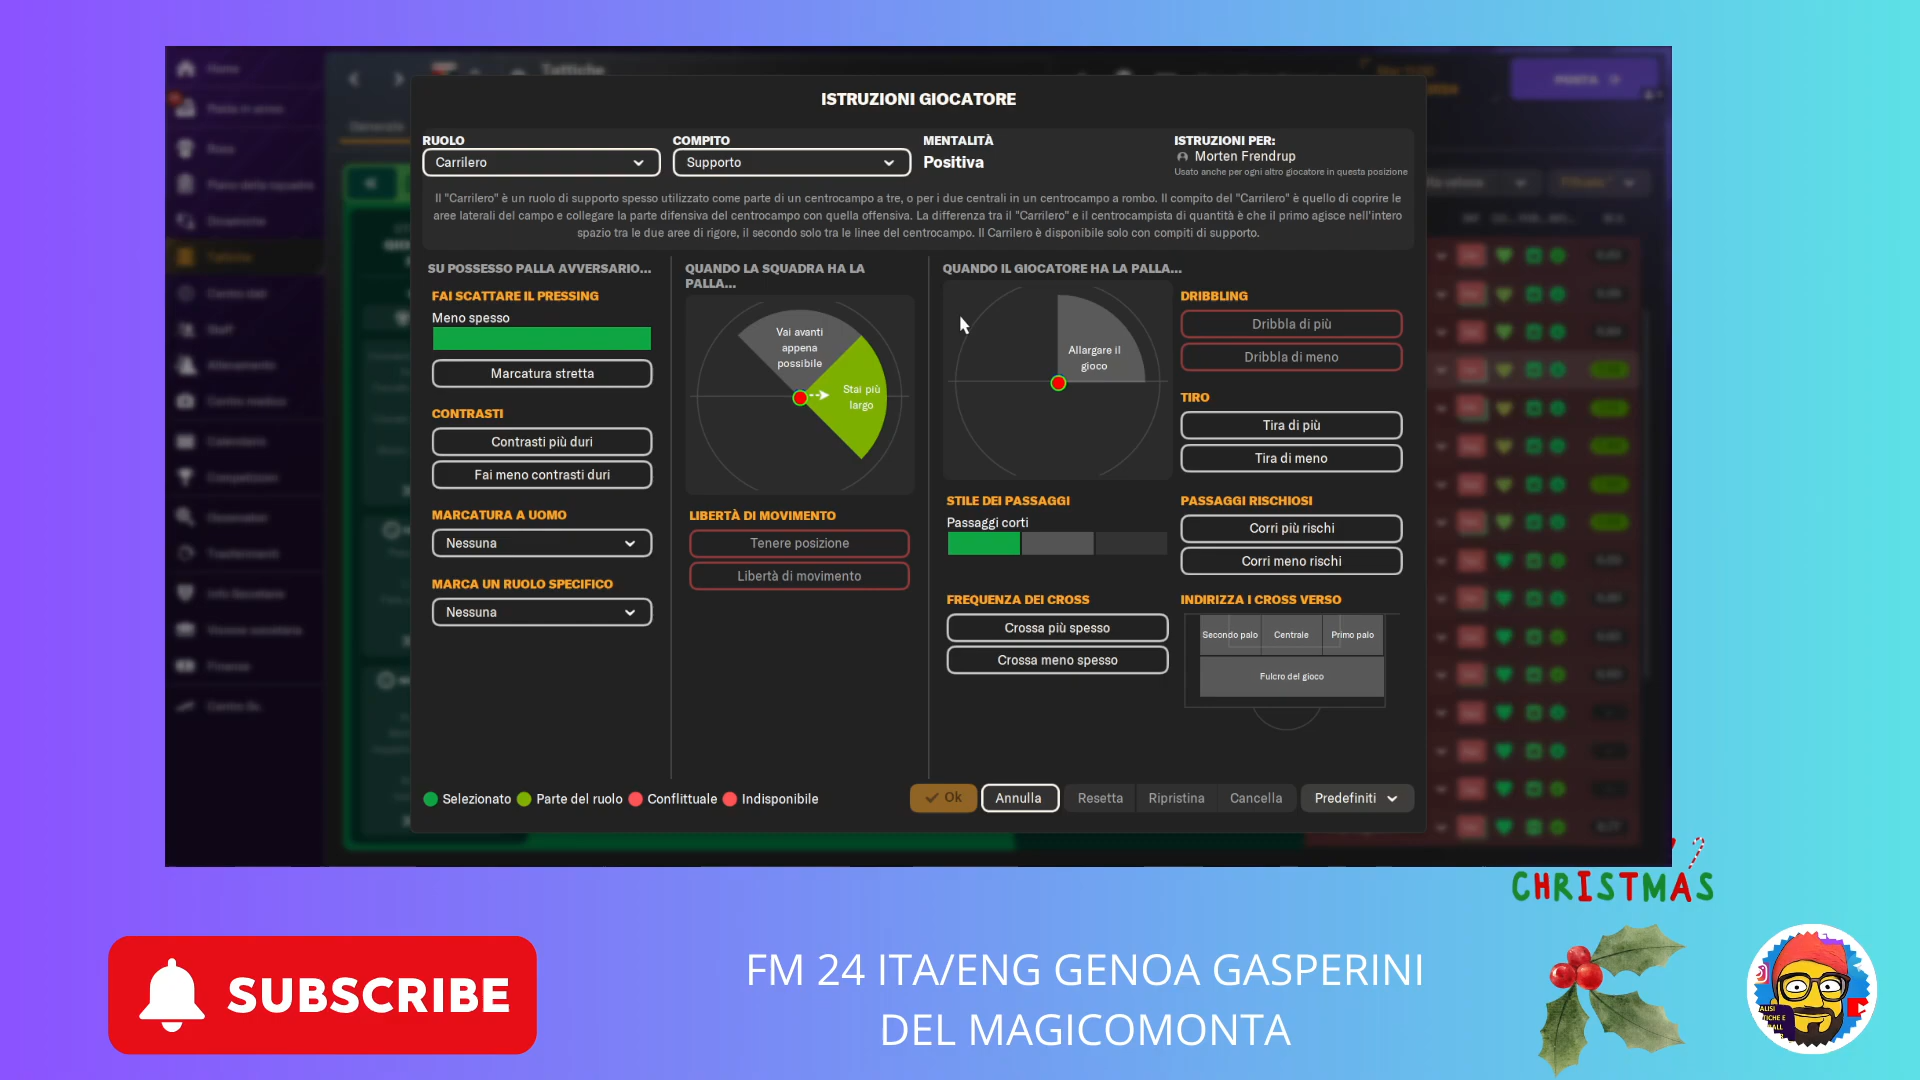 Home
Rosa
Tattiche
Staff
Finanze
Tattiche
ISTRUZIONI GIOCATORE
RUOLO
Carrilero
COMPITO
Supporto
MENTALITÀ
Positiva
ISTRUZIONI PER:
Morten Frendrup
Usato anche per ogni altro giocatore in questa posizione
Il "Carrilero" è un ruolo di supporto spesso utilizzato come parte di un centrocampo a tre, o per i due centrali in un centrocampo a rombo. Il compito del "Carrilero" è quello di coprire le
aree laterali del campo e collegare la parte difensiva del centrocampo con quella offensiva. La differenza tra il "Carrilero" e il centrocampista di quantità è che il primo agisce nell'intero
spazio tra le due aree di rigore, il secondo solo tra le linee del centrocampo. Il Carrilero è disponibile solo con compiti di supporto.
SU POSSESSO PALLA AVVERSARIO...
FAI SCATTARE IL PRESSING
Meno spesso
Marcatura stretta
CONTRASTI
Contrasti più duri
Fai meno contrasti duri
MARCATURA A UOMO
Nessuna
MARCA UN RUOLO SPECIFICO
Nessuna
QUANDO LA SQUADRA HA LA
PALLA...
Vai avanti
appena
possibile
Stai più
largo
LIBERTÀ DI MOVIMENTO
Tenere posizione
Libertà di movimento
QUANDO IL GIOCATORE HA LA PALLA...
Allargare il
gioco
STILE DEI PASSAGGI
Passaggi corti
FREQUENZA DEI CROSS
Crossa più spesso
Crossa meno spesso
DRIBBLING
Dribbla di più
Dribbla di meno
TIRO
Tira di più
Tira di meno
PASSAGGI RISCHIOSI
Corri più rischi
Corri meno rischi
INDIRIZZA I CROSS VERSO
Secondo palo
Centrale
Primo palo
Fulcro del gioco
Selezionato
Parte del ruolo
Conflittuale
Indisponibile
Ok
Annulla
Resetta
Ripristina
Cancella
Predefiniti
CHRISTMAS
SUBSCRIBE
FM 24 ITA/ENG GENOA GASPERINI
DEL MAGICOMONTA